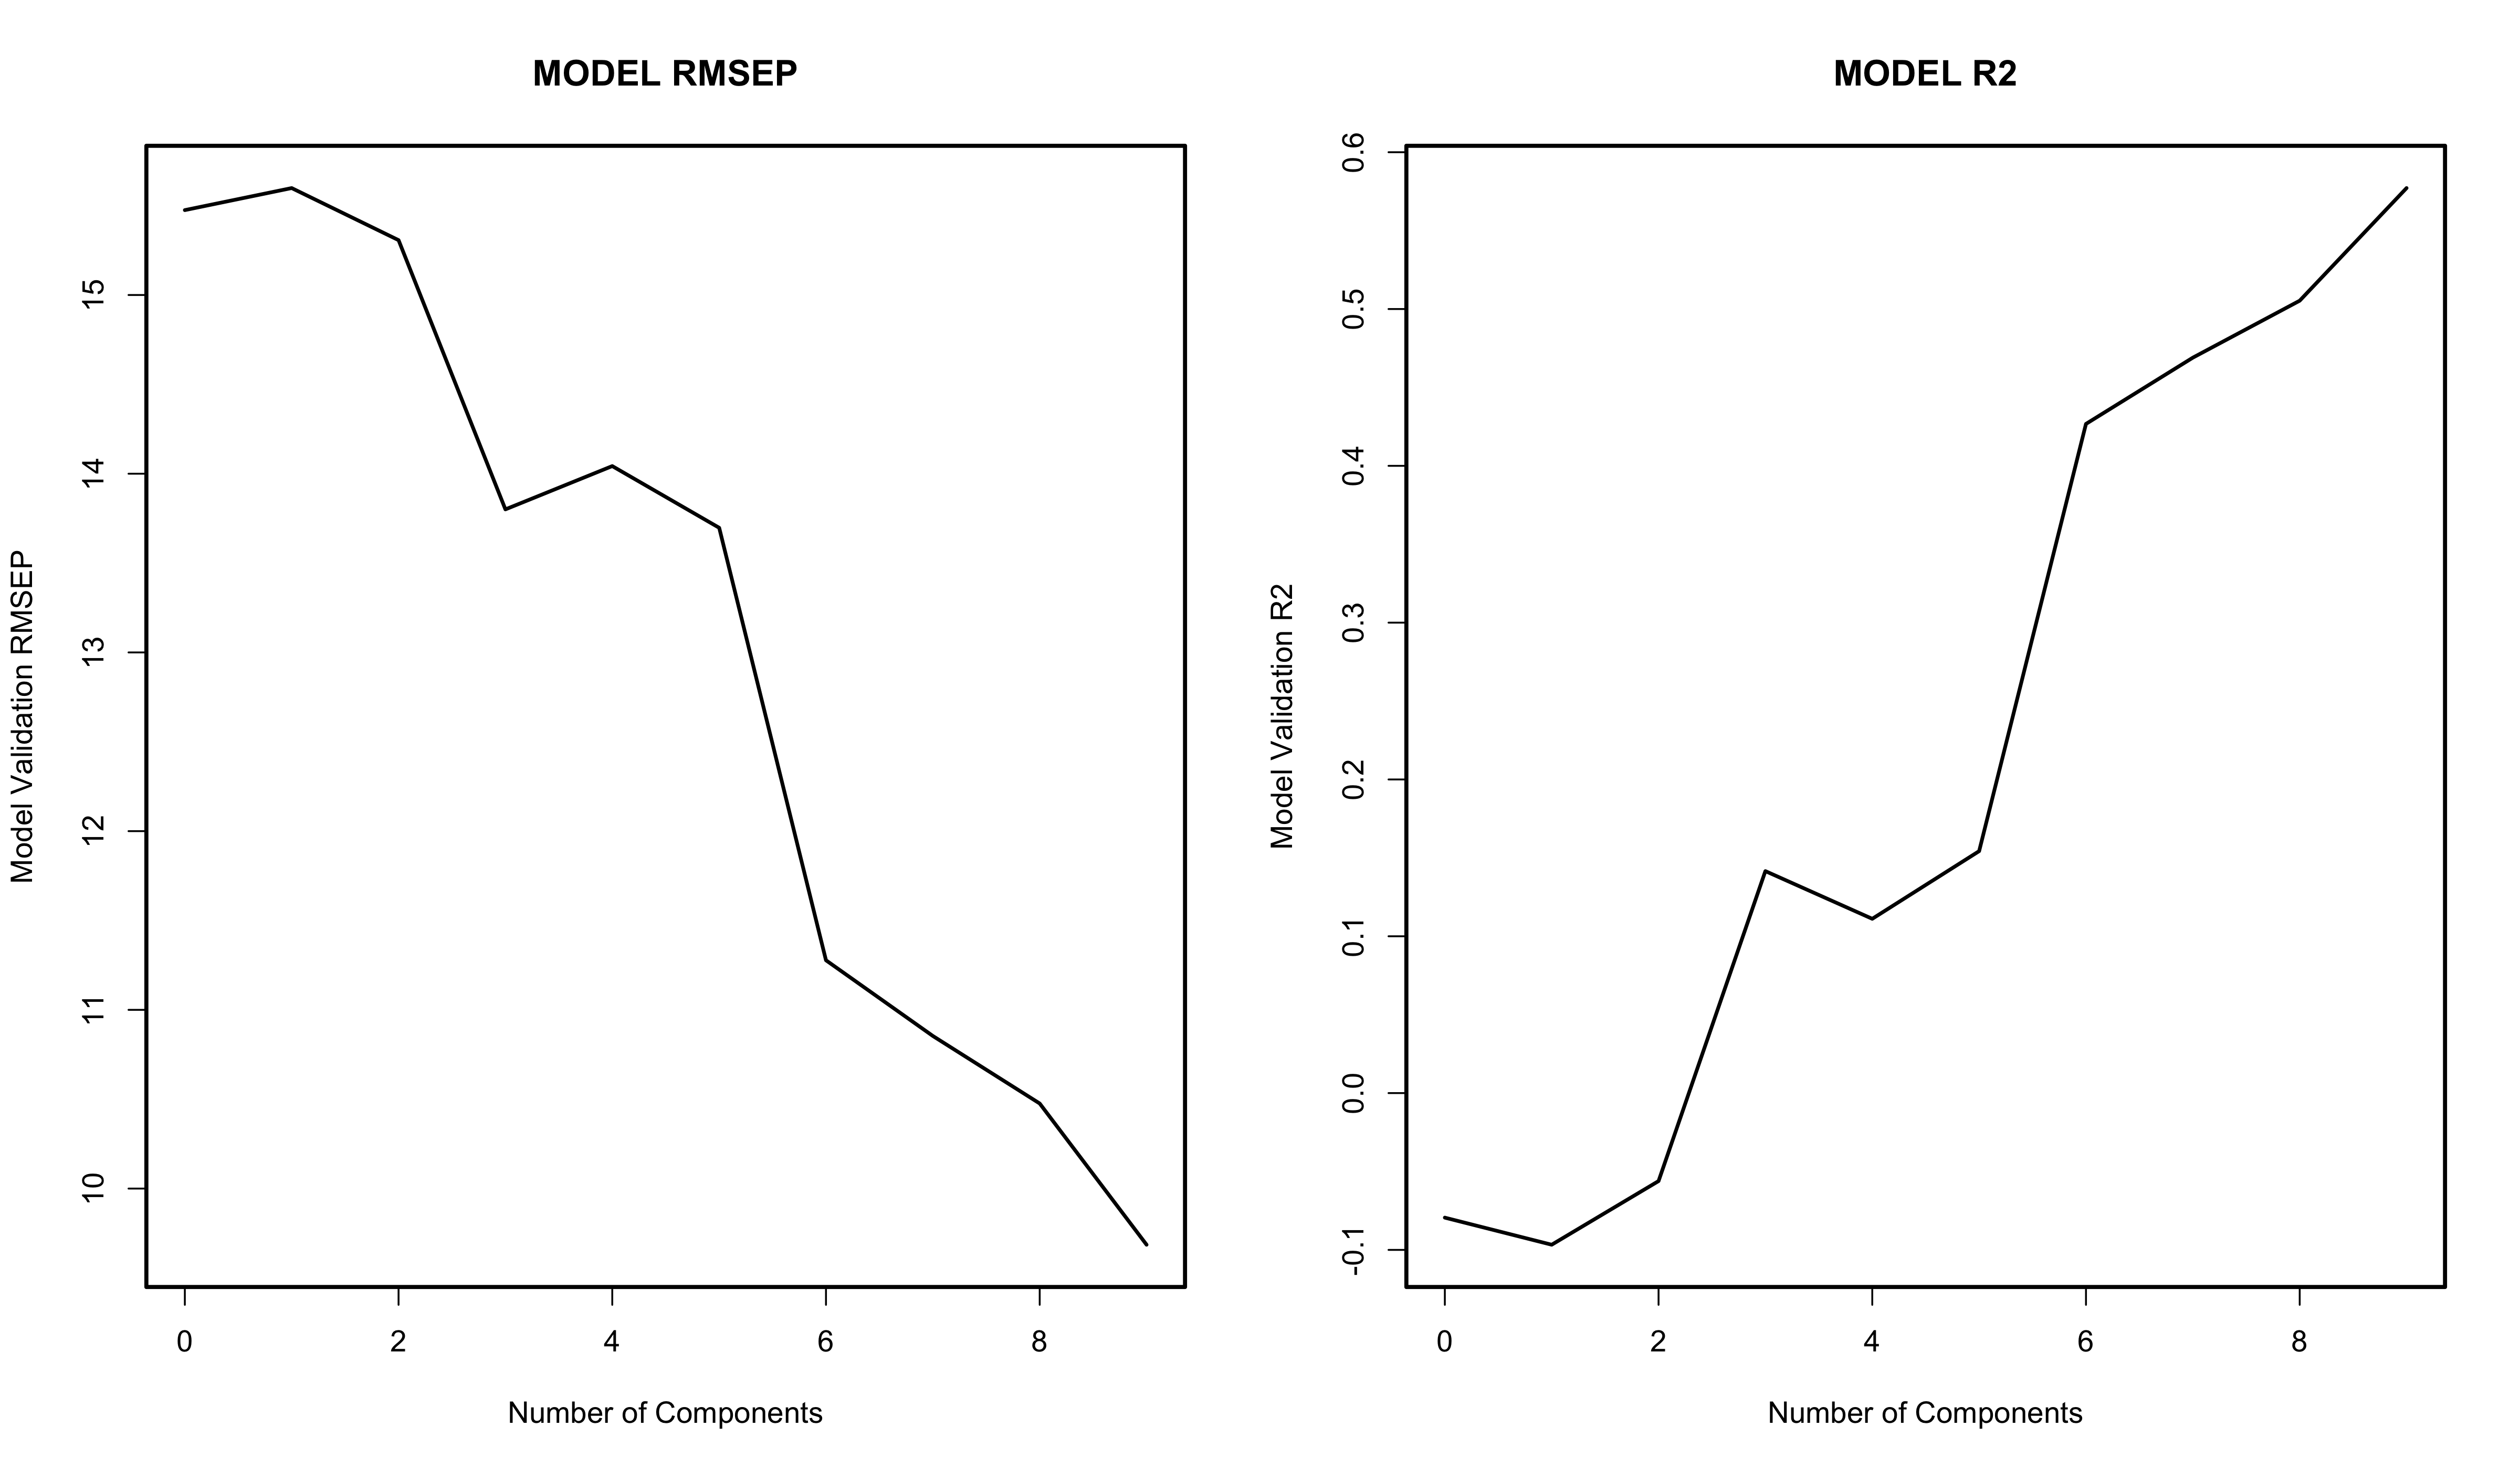 MODEL RMSEP
Model Validation RMSEP
15
14
13
12
11
10
0 2 4 6 8
Number of Components
MODEL R2
Model Validation R2
0.6
0.5
0.4
0.3
0.2
0.1
0.0
-0.1
0 2 4 6 8
Number of Components